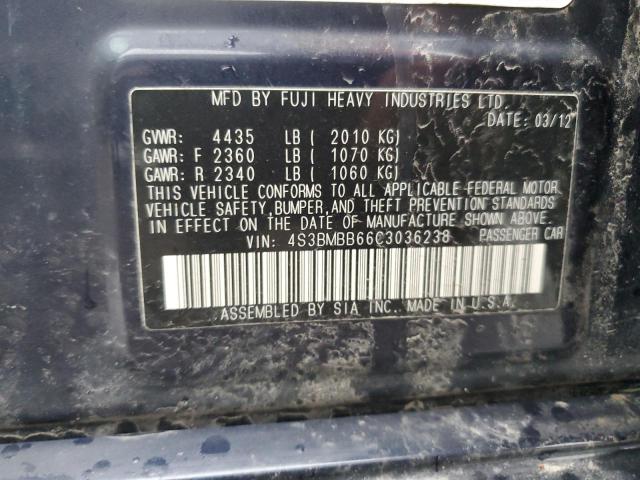 MFD BY FUJI HEAVY INDUSTRIES LTD.
DATE: 03/12
GVWR: 4435 LB ( 2010 KG)
GAWR: F 2360 LB ( 1070 KG)
GAWR: R 2340 LB ( 1060 KG)
THIS VEHICLE CONFORMS TO ALL APPLICABLE FEDERAL MOTOR
VEHICLE SAFETY, BUMPER, AND THEFT PREVENTION STANDARDS
IN EFFECT ON THE DATE OF MANUFACTURE SHOWN ABOVE.
VIN: 4S3BMBB66C3036238 PASSENGER CAR
ASSEMBLED BY SIA INC. MADE IN U.S.A.